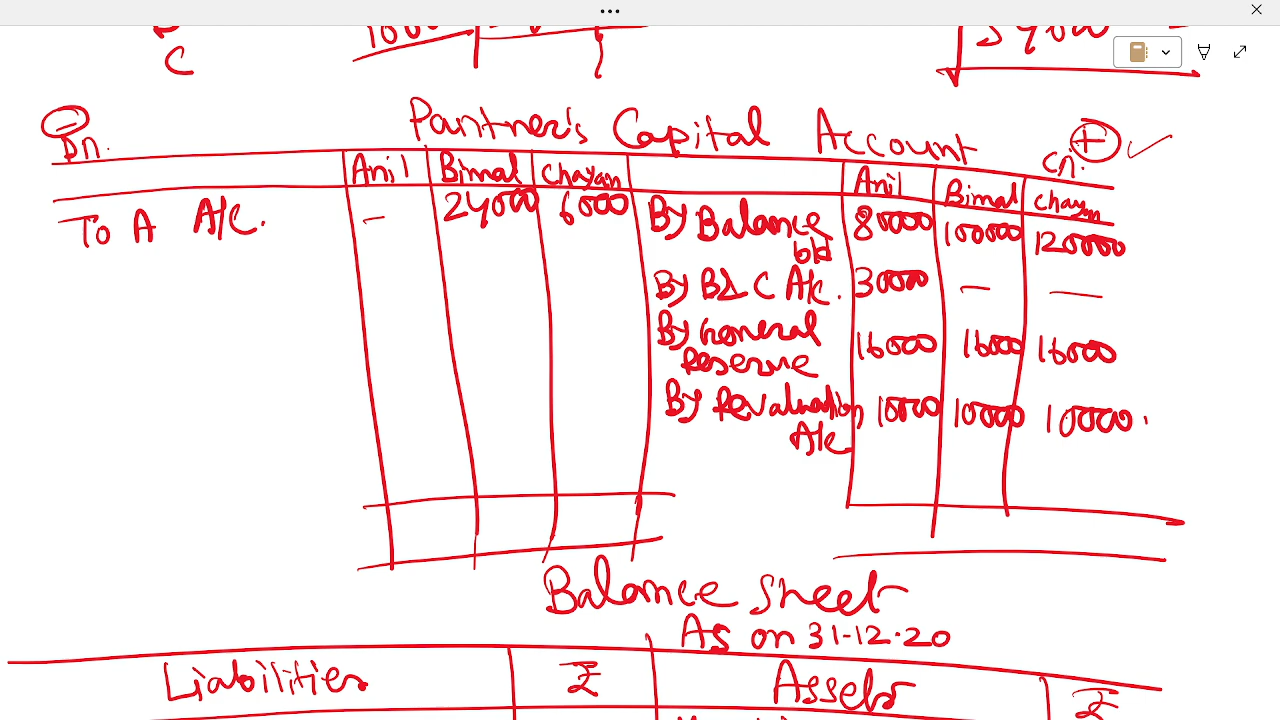 C
Partner's Capital Account
Dr. Cr.
Anil Bimal Chayan Anil Bimal Chayan
To A A/c. — 24000 6000 By Balance b/d 80000 100000 120000
By B & C A/c. 30000 — —
By General Reserve 16000 16000 16000
By Revaluation A/c 10000 10000 10000
Balance Sheet
As on 31-12-20
Liabilities ₹ Assets ₹